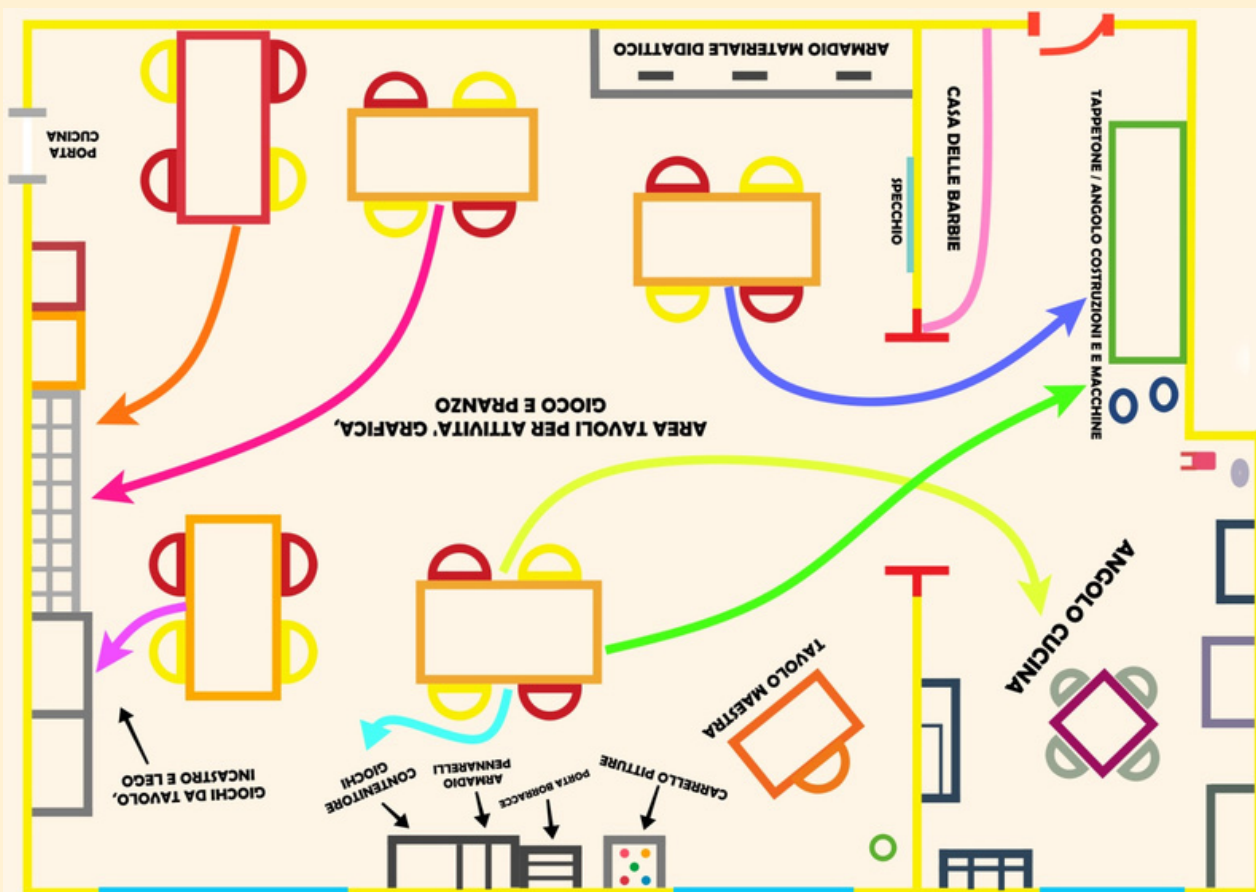 ARMADIO MATERIALE DIDATTICO
PORTA
CUCINA
SPECCHIO
CASA DELLE BARBIE
TAPPETONE / ANGOLO COSTRUZIONI E E MACCHINE
AREA TAVOLI PER ATTIVITA' GRAFICA,
GIOCO E PRANZO
ANGOLO CUCINA
TAVOLO MAESTRA
GIOCHI DA TAVOLO,
INCASTRO E LEGO
CONTENITORE
GIOCHI
ARMADIO
PENNARELLI
PORTA BORRACCE
CARRELLO PITTURE